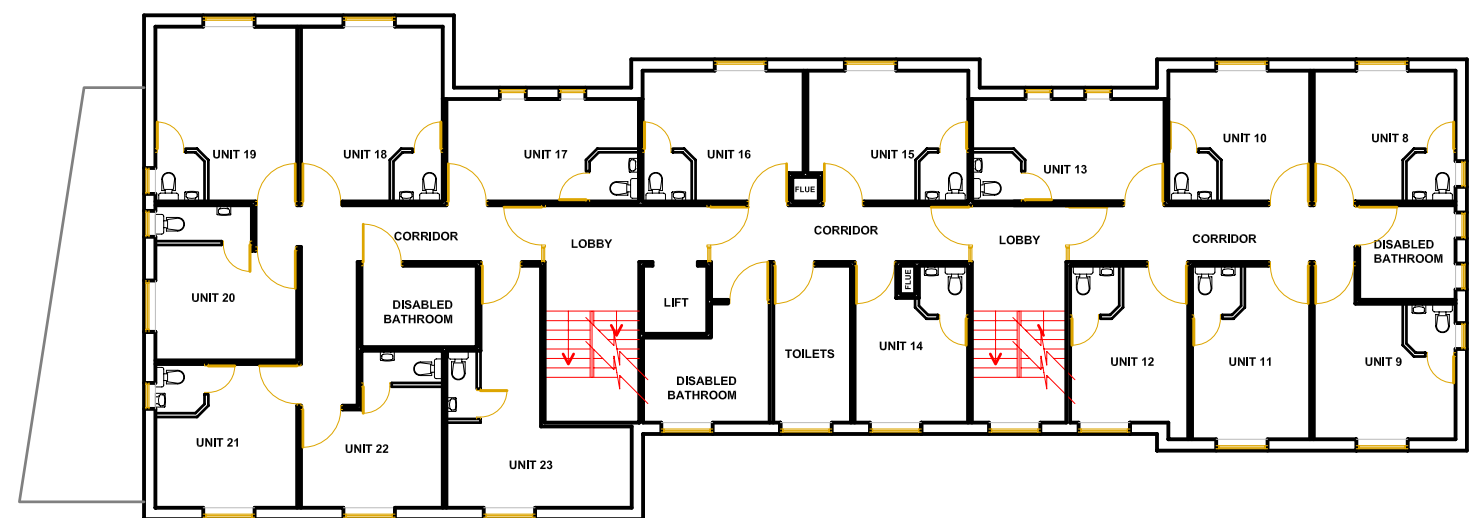 UNIT 19
UNIT 18
UNIT 17
UNIT 16
UNIT 15
UNIT 13
UNIT 10
UNIT 8
FLUE
CORRIDOR
LOBBY
CORRIDOR
LOBBY
CORRIDOR
DISABLED
BATHROOM
UNIT 20
DISABLED
BATHROOM
LIFT
FLUE
TOILETS
UNIT 14
UNIT 12
UNIT 11
UNIT 9
DISABLED
BATHROOM
UNIT 21
UNIT 22
UNIT 23